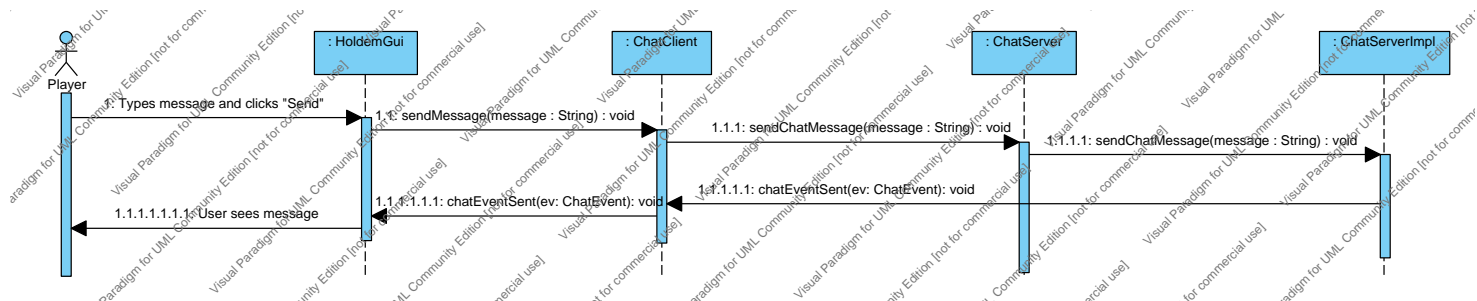 : HoldemGui
: ChatClient
: ChatServer
: ChatServerImpl
Player
1: Types message and clicks "Send"
1.1: sendMessage(message : String) : void
1.1.1: sendChatMessage(message : String) : void
1.1.1.1: sendChatMessage(message : String) : void
1.1.1.1.1: chatEventSent(ev: ChatEvent): void
1.1.1.1.1.1: chatEventSent(ev: ChatEvent): void
1.1.1.1.1.1.1: User sees message
Visual Paradigm for UML Community Edition [not for commercial use]